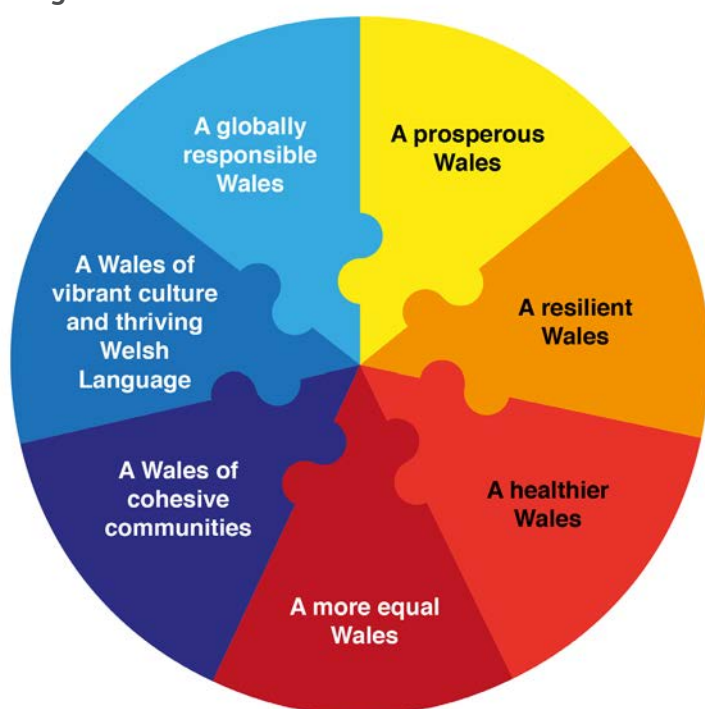 A prosperous
Wales
A resilient
Wales
A healthier
Wales
A more equal
Wales
A Wales of
cohesive
communities
A Wales of
vibrant culture
and thriving
Welsh
Language
A globally
responsible
Wales